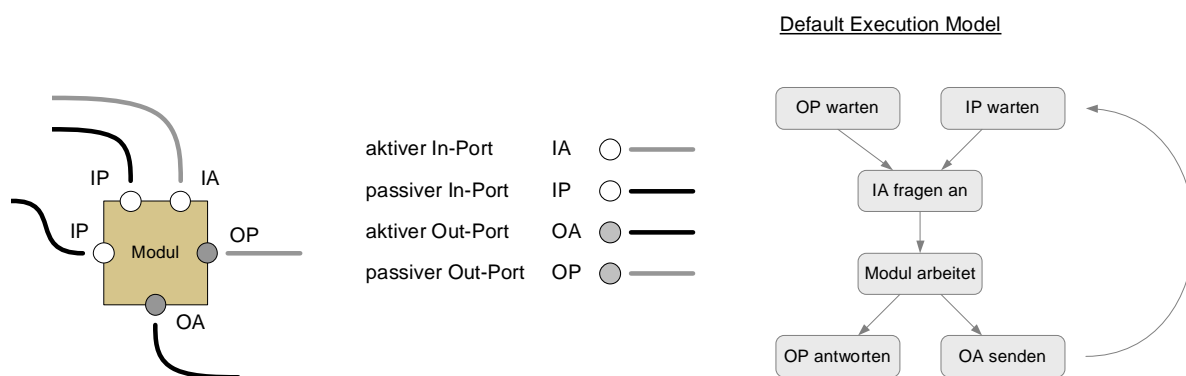 Default Execution Model
IP
IA
IP
Modul
OP
OA
aktiver In-Port IA
passiver In-Port IP
aktiver Out-Port OA
passiver Out-Port OP
OP warten
IP warten
IA fragen an
Modul arbeitet
OP antworten
OA senden